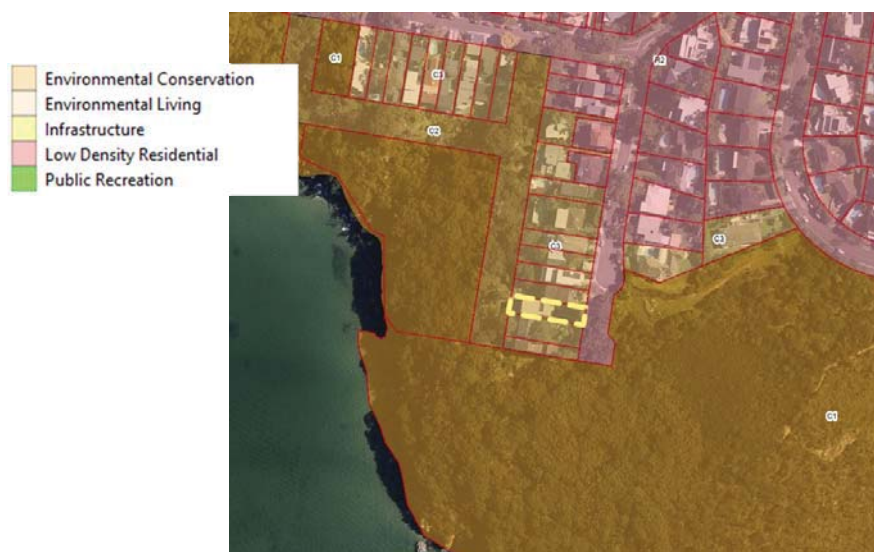 Environmental Conservation
Environmental Living
Infrastructure
Low Density Residential
Public Recreation
C1
R2
C3
C2
C3
C3
C1